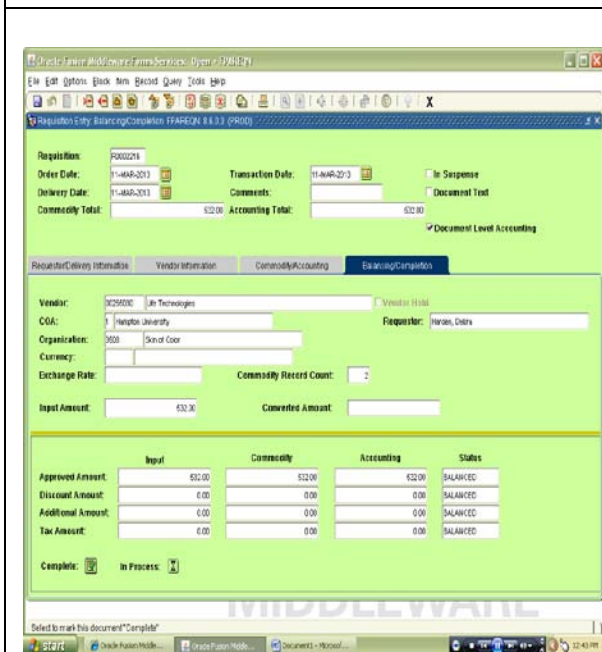 Oracle Fusion Middleware Forms Services: Open > FPAREQN
File Edit Options Block Item Record Query Tools Help
Requisition Entry: Balancing/Completion FPAREQN 8.6.0.3 (PROD)
Requisition: R0002216
Order Date: 11-MAR-2013 Transaction Date: 11-MAR-2013 In Suspense
Delivery Date: 11-MAR-2013 Comments: Document Text
Commodity Total: 532.00 Accounting Total: 532.00
Document Level Accounting
Requestor/Delivery Information Vendor Information Commodity/Accounting Balancing/Completion
Vendor: Life Technologies Vendor Hold
COA: 1 Hampton University Requestor: Debra
Organization: Skin of Color
Currency:
Exchange Rate: Commodity Record Count: 2
Input Amount: 532.00 Converted Amount:
Input Commodity Accounting Status
Approved Amount: 532.00 532.00 532.00 BALANCED
Discount Amount: 0.00 0.00 0.00 BALANCED
Additional Amount: 0.00 0.00 0.00 BALANCED
Tax Amount: 0.00 0.00 0.00 BALANCED
Complete: In Process:
MIDDLEWARE
Select to mark this document "Complete"
start Oracle Fusion Middle... Oracle Fusion Middle... Document1 - Microsof... 12:43 PM